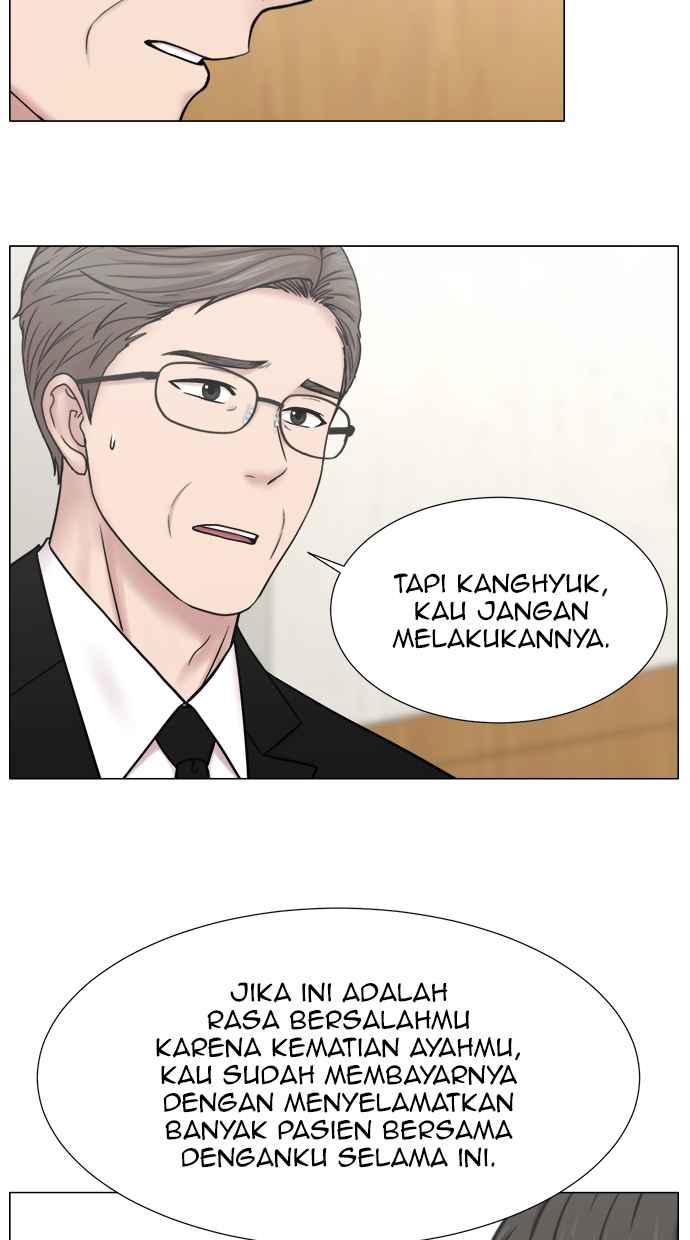 TAPI KANGHYUK,
KAU JANGAN
MELAKUKANNYA.
JIKA INI ADALAH
RASA BERSALAHMU
KARENA KEMATIAN AYAHMU,
KAU SUDAH MEMBAYARNYA
DENGAN MENYELAMATKAN
BANYAK PASIEN BERSAMA
DENGANKU SELAMA INI.